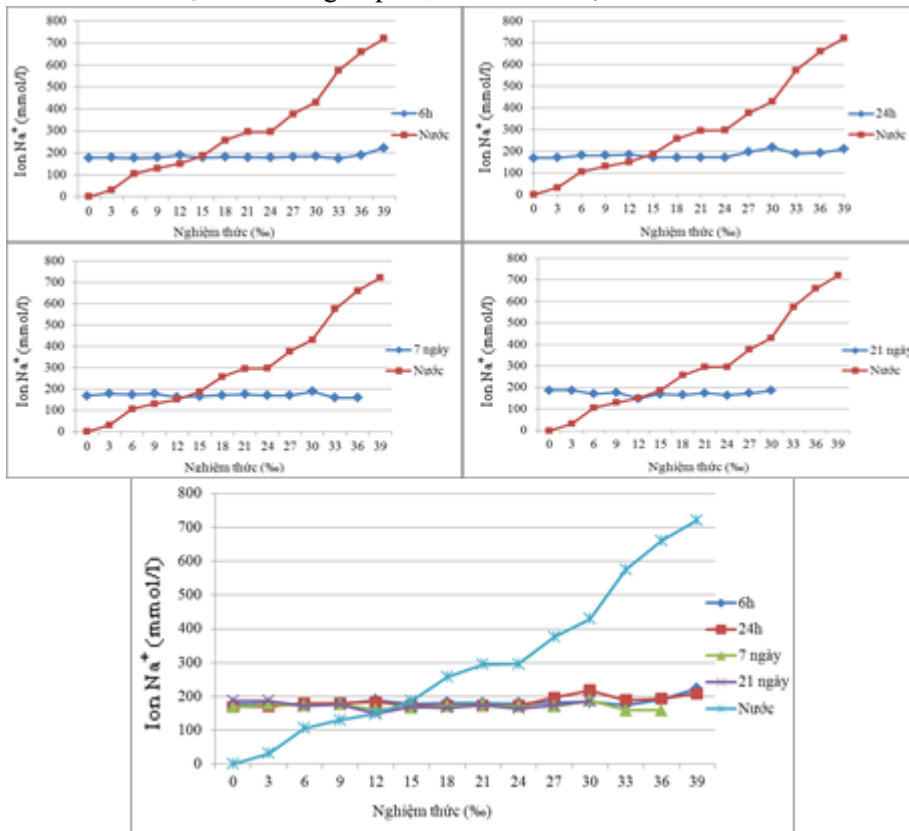 800
700
600
500
400
300
200
100
0
Ion Na⁺ (mmol/l)
6h
Nước
0 3 6 9 12 15 18 21 24 27 30 33 36 39
Nghiệm thức (‰)
800
700
600
500
400
300
200
100
0
Ion Na⁺ (mmol/l)
24h
Nước
0 3 6 9 12 15 18 21 24 27 30 33 36 39
Nghiệm thức (‰)
800
700
600
500
400
300
200
100
0
Ion Na⁺ (mmol/l)
7 ngày
Nước
0 3 6 9 12 15 18 21 24 27 30 33 36 39
Nghiệm thức (‰)
800
700
600
500
400
300
200
100
0
Ion Na⁺ (mmol/l)
21 ngày
Nước
0 3 6 9 12 15 18 21 24 27 30 33 36 39
Nghiệm thức (‰)
800
700
600
500
400
300
200
100
0
Ion Na⁺ (mmol/l)
6h
24h
7 ngày
21 ngày
Nước
0 3 6 9 12 15 18 21 24 27 30 33 36 39
Nghiệm thức (‰)